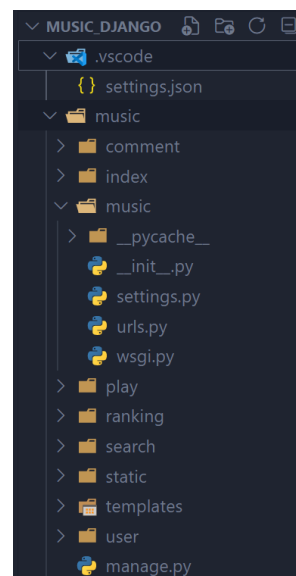 MUSIC_DJANGO
.vscode
{} settings.json
music
comment
index
music
__pycache__
__init__.py
settings.py
urls.py
wsgi.py
play
ranking
search
static
templates
user
manage.py